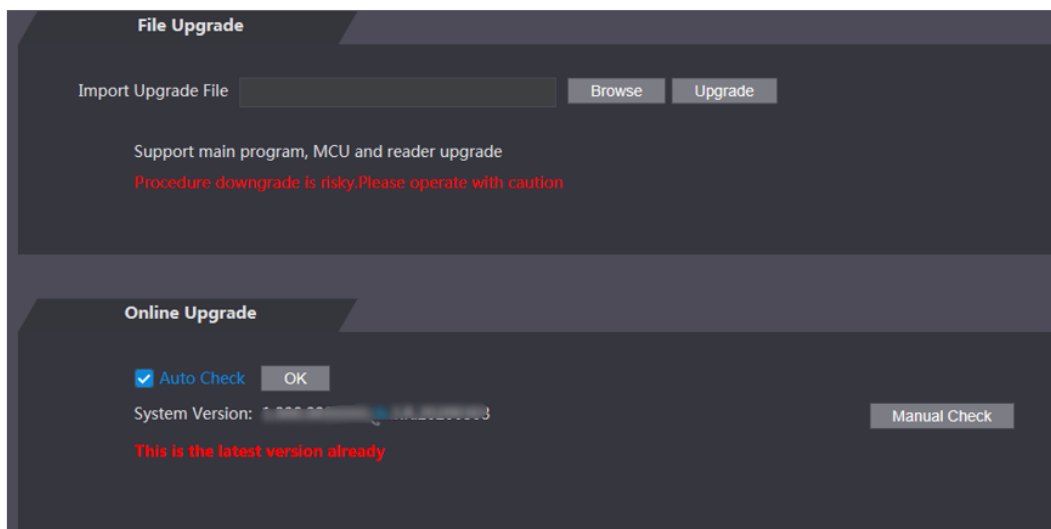 File Upgrade
Import Upgrade File Browse Upgrade
Support main program, MCU and reader upgrade
Procedure downgrade is risky.Please operate with caution
Online Upgrade
Auto Check OK
System Version: Manual Check
This is the latest version already